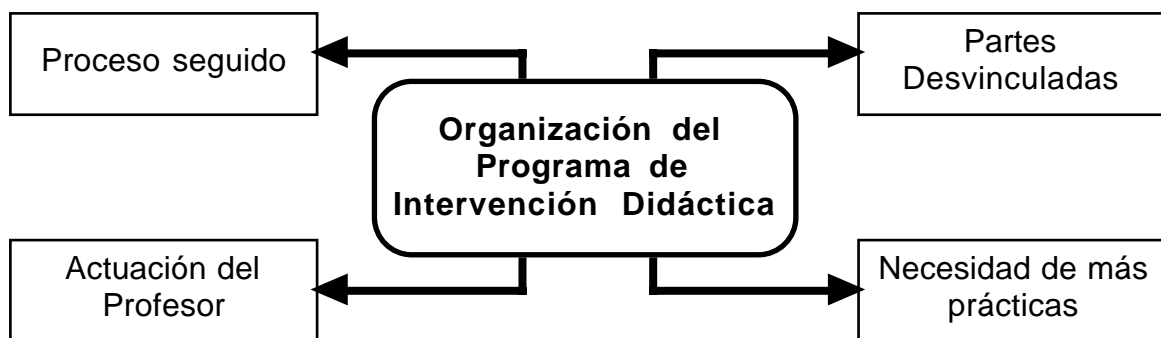 Proceso seguido
Partes
Desvinculadas
Organización del
Programa de
Intervención Didáctica
Actuación del
Profesor
Necesidad de más
prácticas